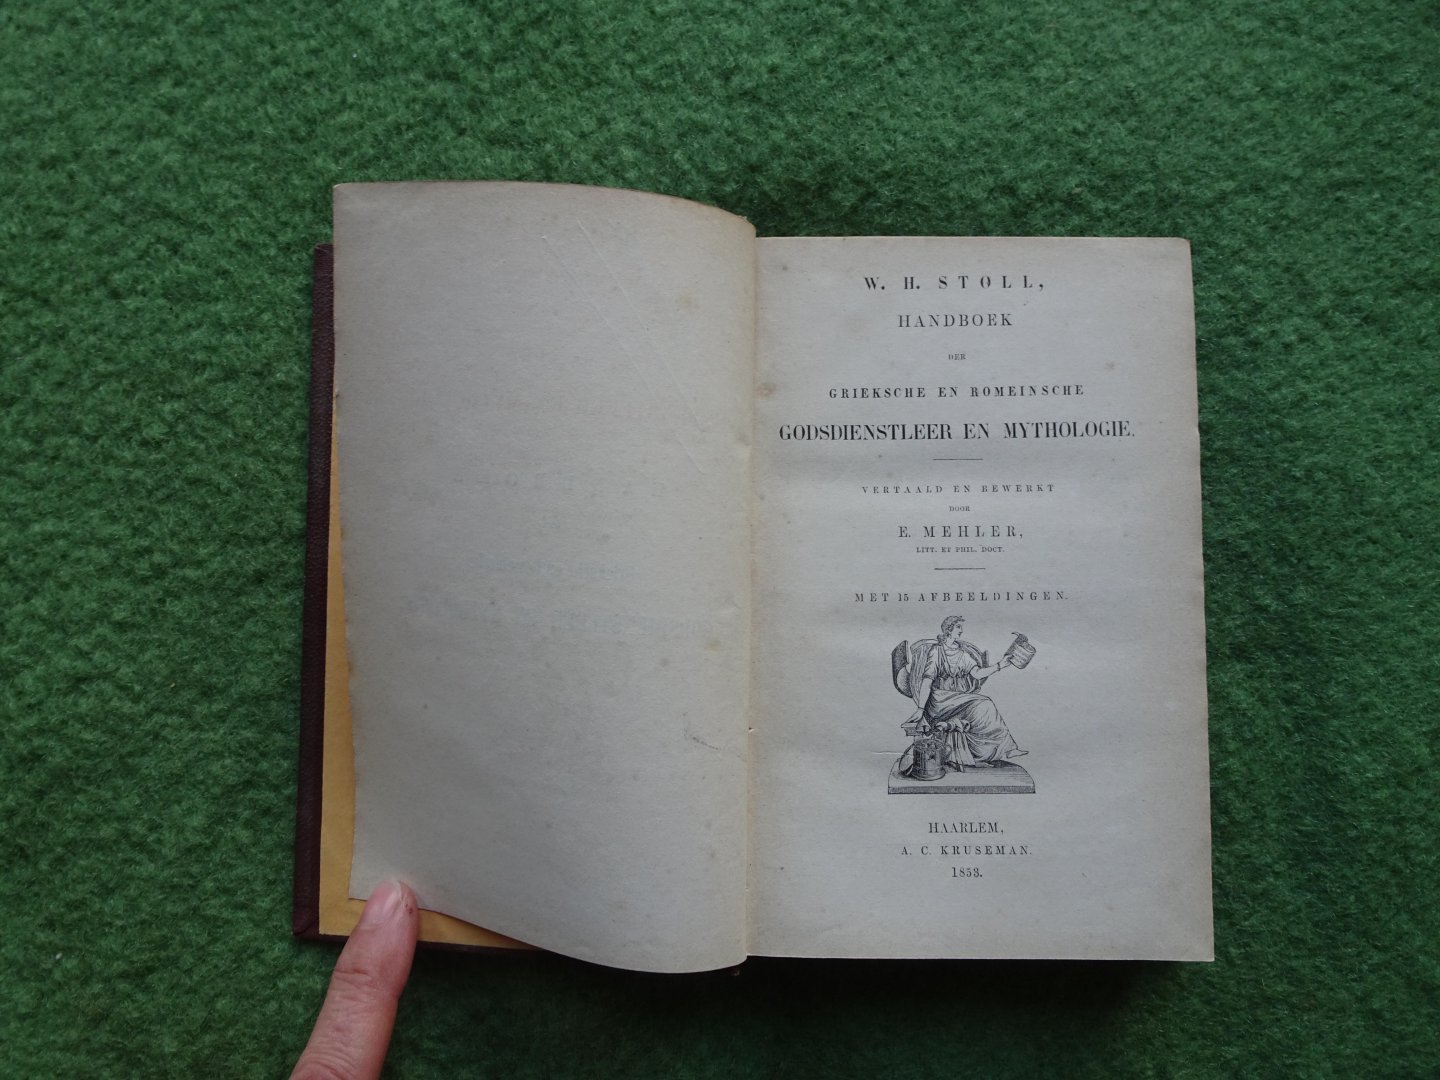 W. H. STOLL,
HANDBOEK
DER
GRIEKSCHE EN ROMEINSCHE
GODSDIENSTLEER EN MYTHOLOGIE.
VERTAALD EN BEWERKT
DOOR
E. MEHLER,
LITT. ET PHIL. DOCT.
MET 15 AFBEELDINGEN.
HAARLEM,
A. C. KRUSEMAN.
1853.